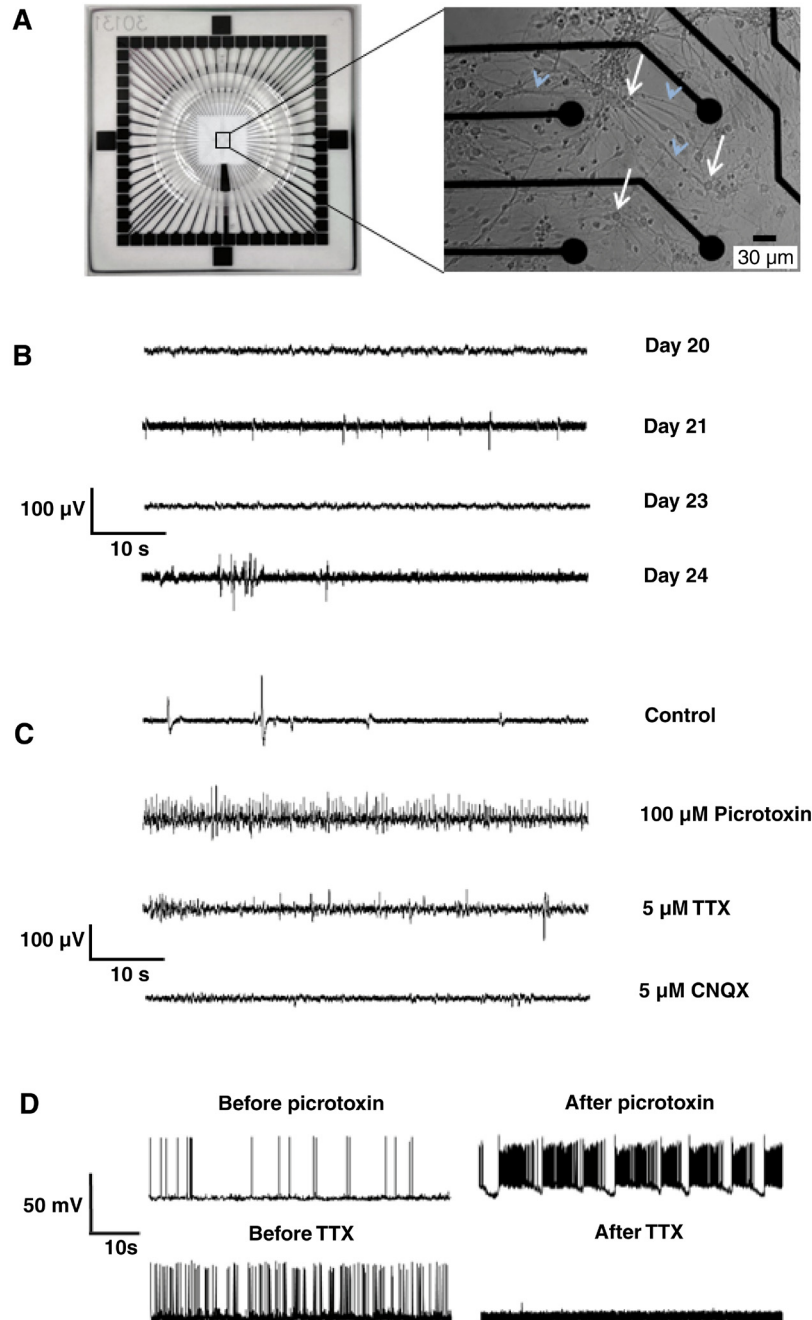 A
30131
30 µm
B
Day 20
Day 21
100 µV
10 s
Day 23
Day 24
C
Control
100 µM Picrotoxin
5 µM TTX
100 µV
10 s
5 µM CNQX
D
Before picrotoxin
After picrotoxin
50 mV
10s
Before TTX
After TTX